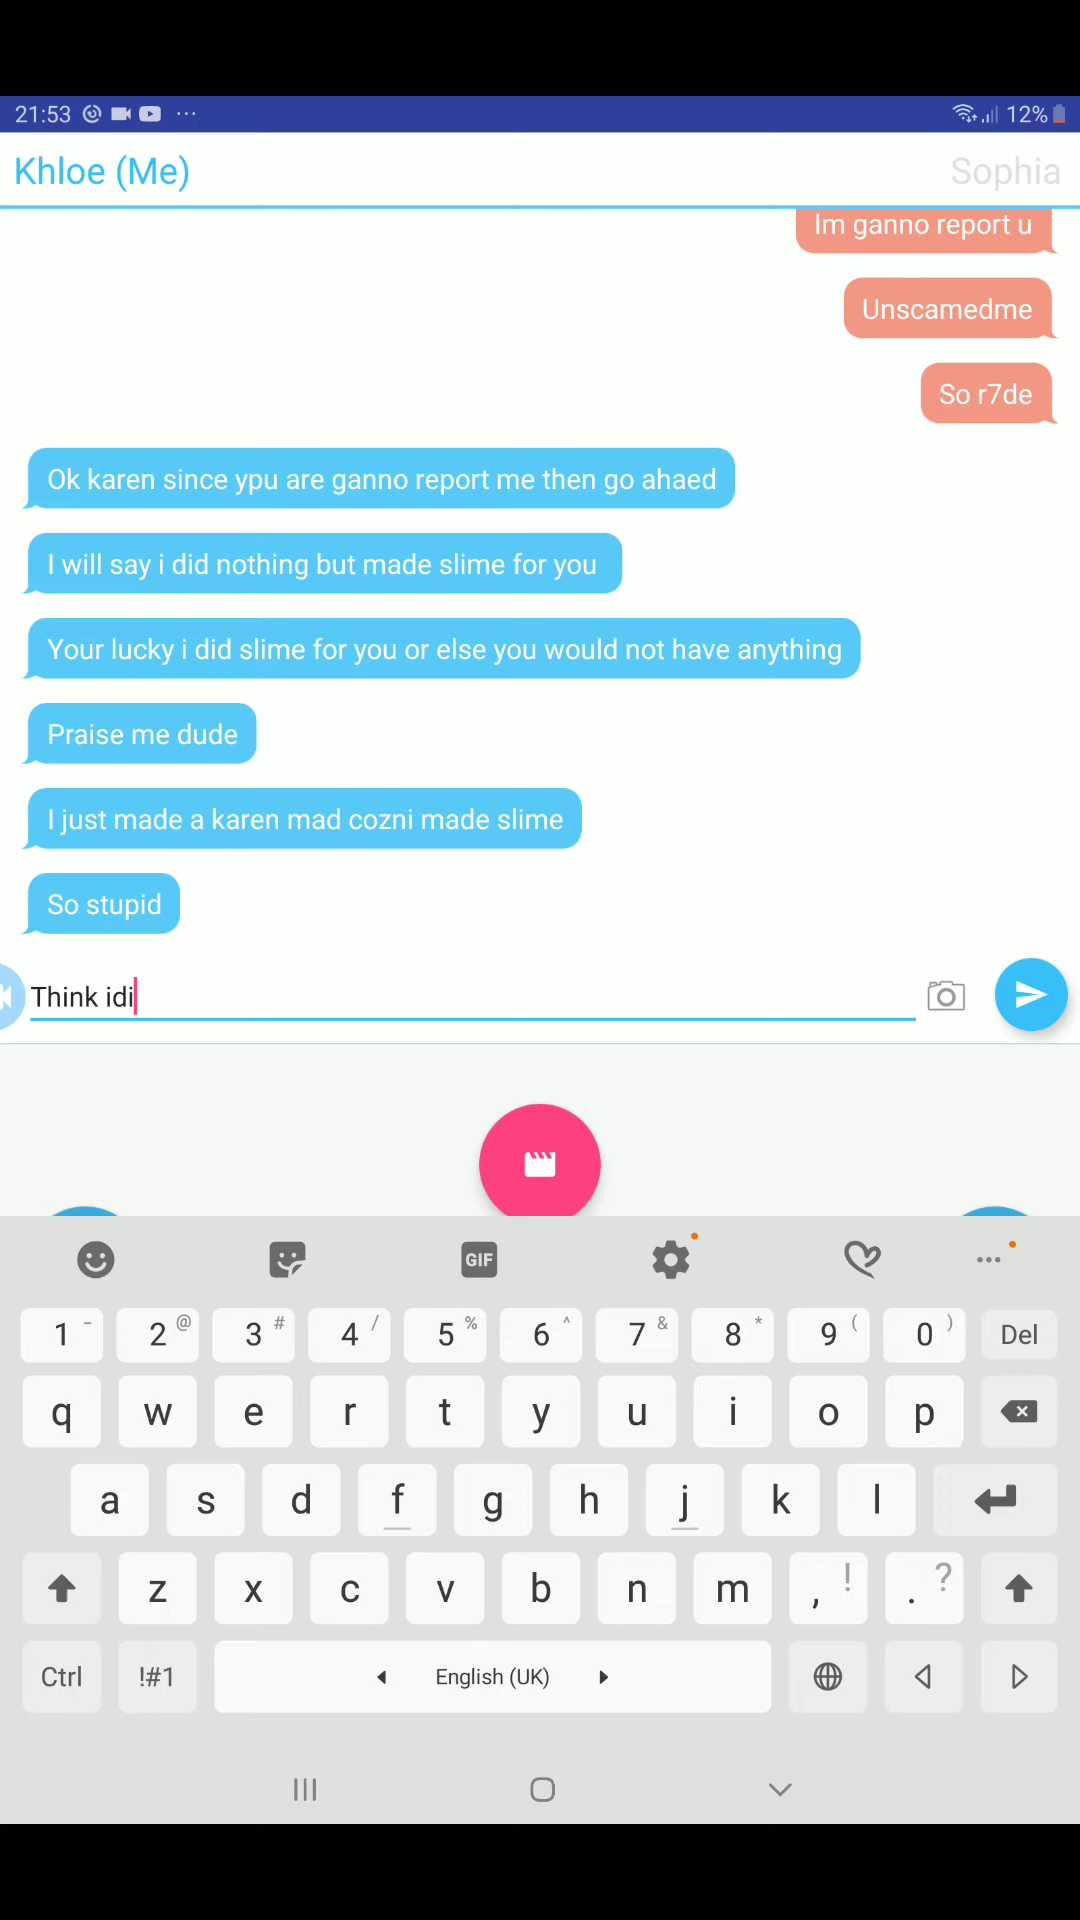 21:53 ... 12%
Khloe (Me) Sophia
Im ganno report u
Unscamedme
So r7de
Ok karen since ypu are ganno report me then go ahaed
I will say i did nothing but made slime for you
Your lucky i did slime for you or else you would not have anything
Praise me dude
I just made a karen mad cozni made slime
So stupid
Think idi
GIF ...
1 - 2 @ 3 # 4 / 5 % 6 ^ 7 & 8 * 9 ( 0 ) Del
q w e r t y u i o p
a s d f g h j k l
z x c v b n m , ! . ?
Ctrl !#1 English (UK)